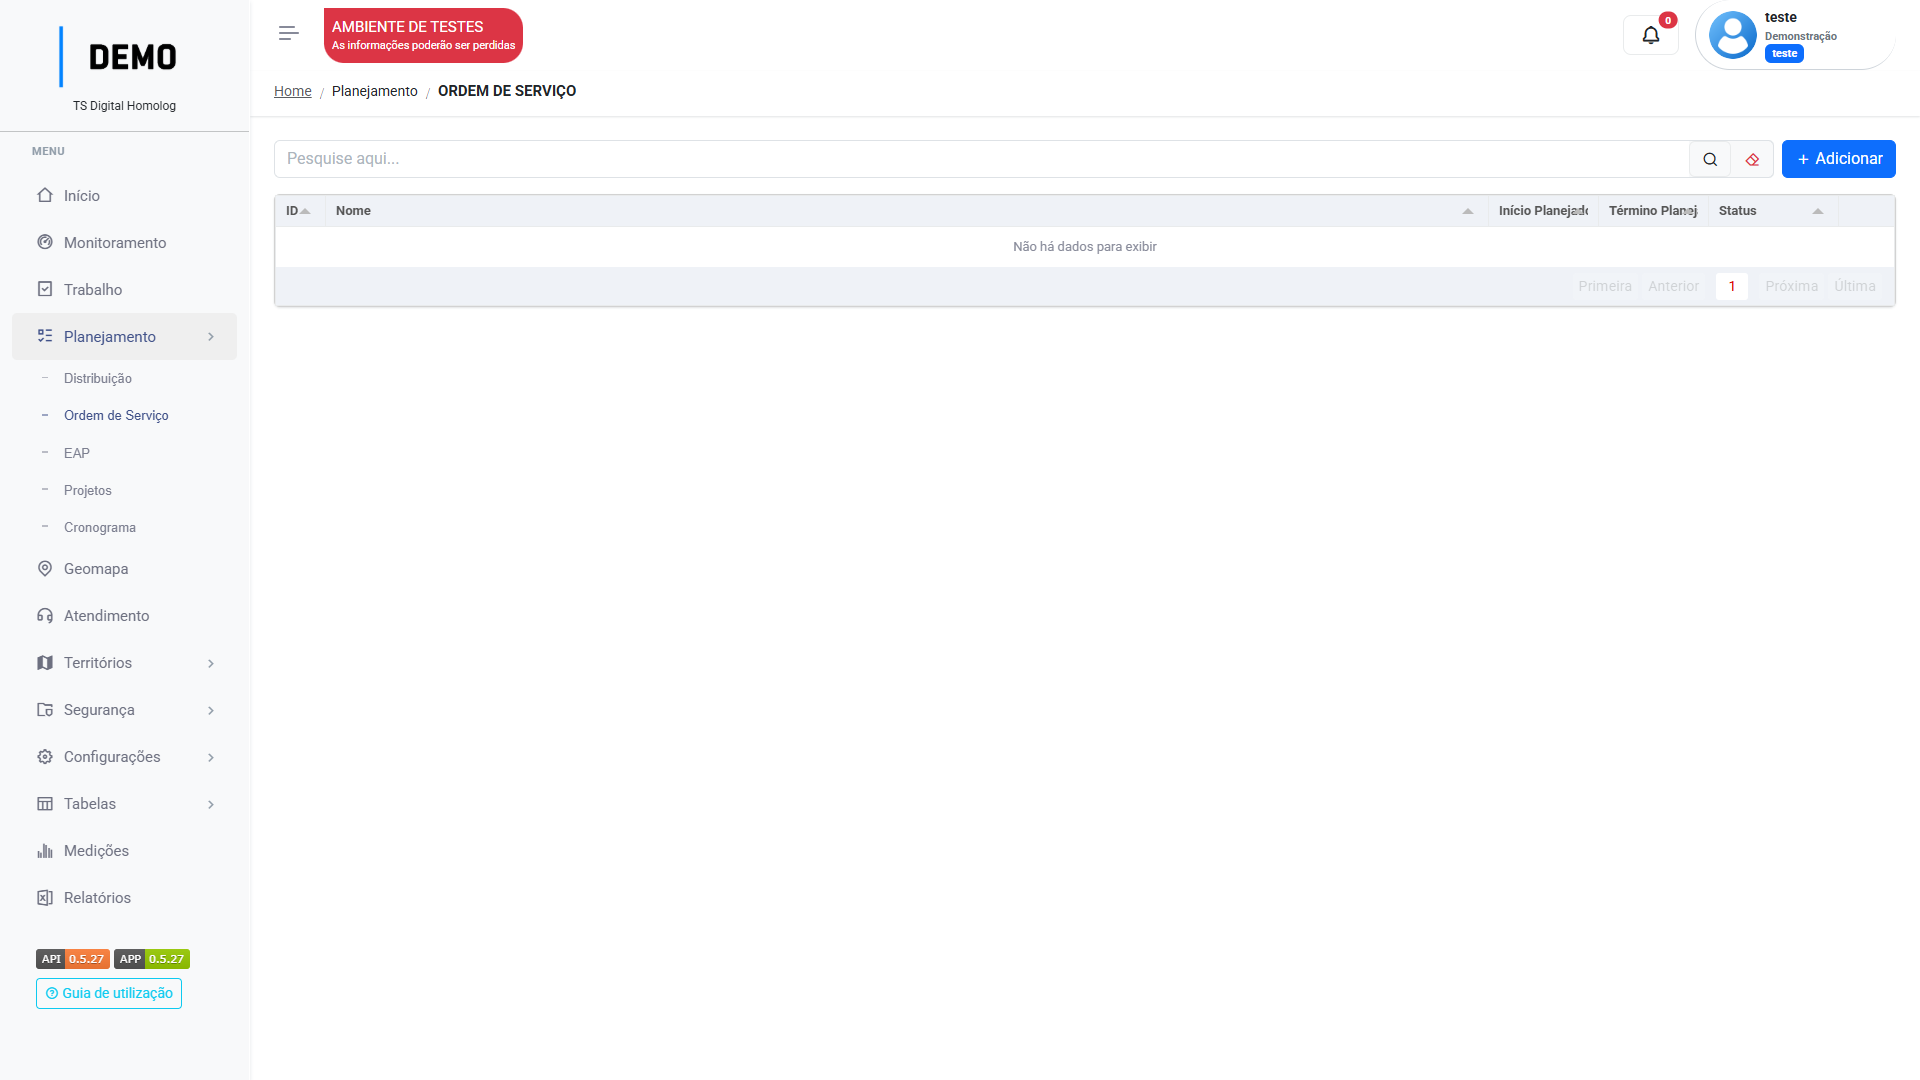 DEMO
TS Digital Homolog
MENU
Início
Monitoramento
Trabalho
Planejamento
Distribuição
Ordem de Serviço
EAP
Projetos
Cronograma
Geomapa
Atendimento
Territórios
Segurança
Configurações
Tabelas
Medições
Relatórios
API 0.5.27 APP 0.5.27
Guia de utilização
AMBIENTE DE TESTES
As informações poderão ser perdidas
0
teste
Demonstração
teste
Home / Planejamento / ORDEM DE SERVIÇO
Pesquise aqui...
+ Adicionar
ID Nome Início Planejado Término Planej Status
Não há dados para exibir
Primeira Anterior 1 Próxima Última